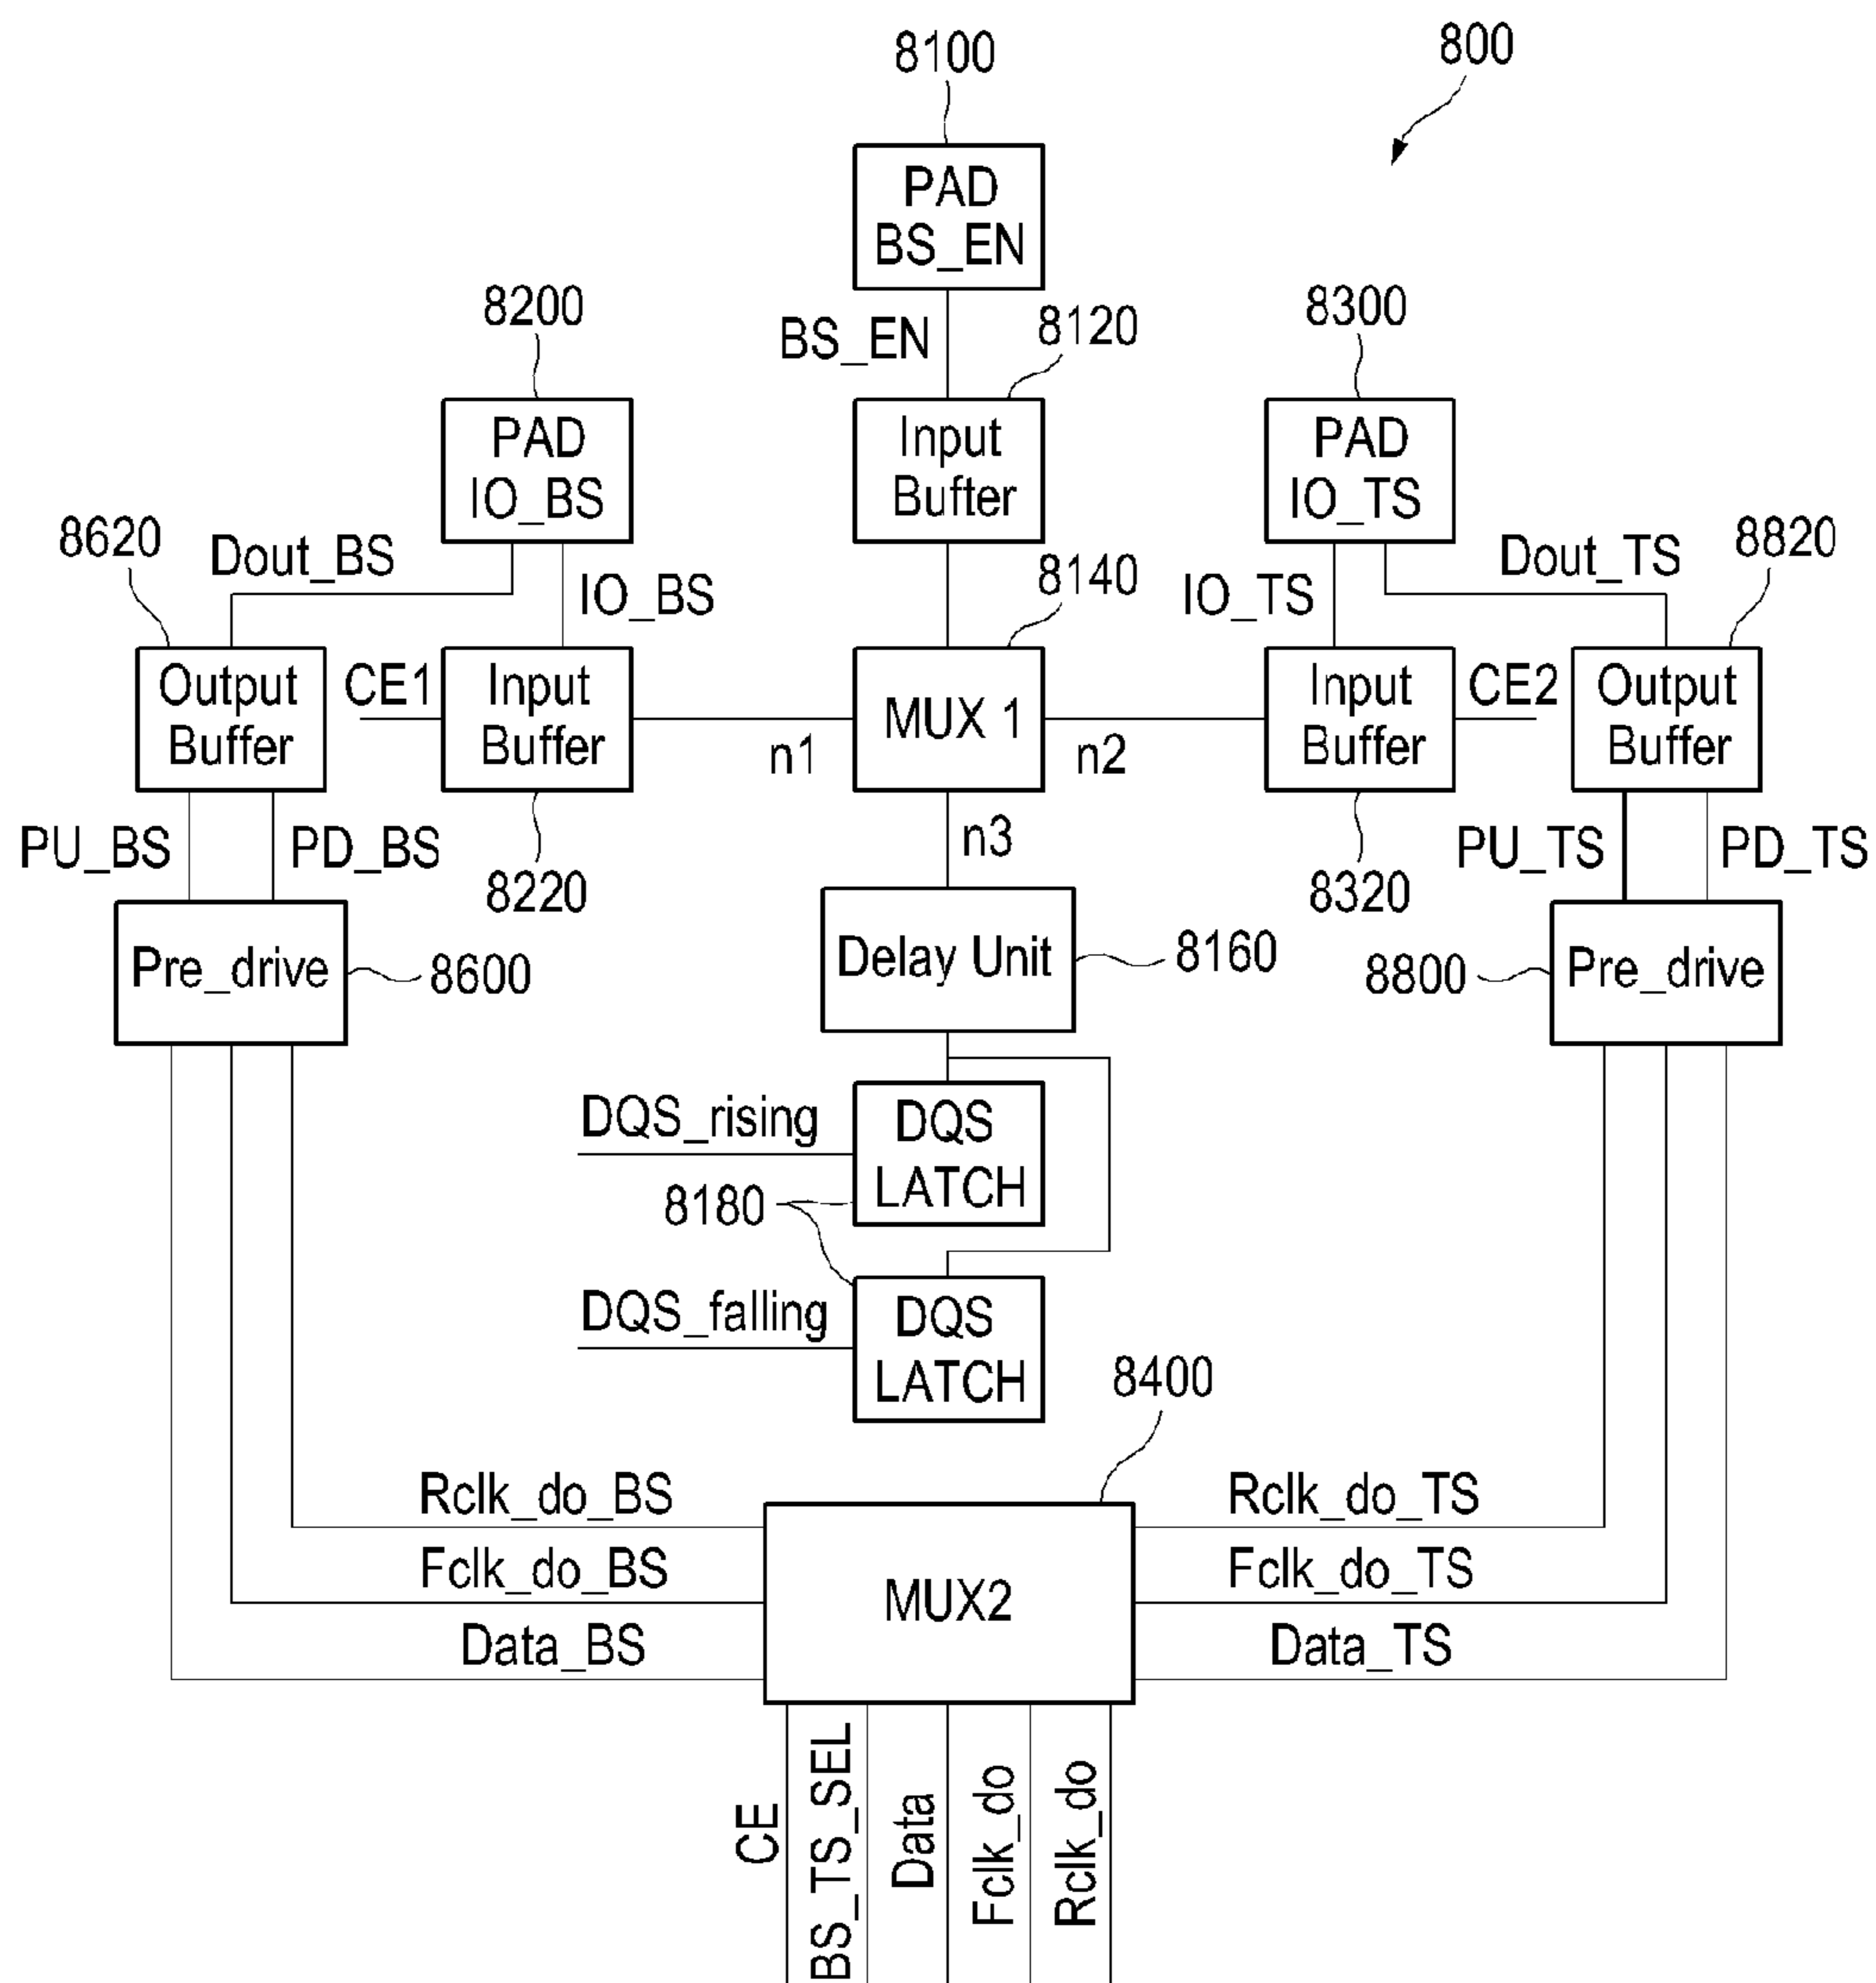 8100
800
PAD
BS_EN
8200
BS_EN
8120
8300
PAD
IO_BS
Input
Bufter
PAD
IO_TS
8620
Dout_BS
IO_BS
8140
IO_TS
Dout_TS
8820
Output
Buffer
CE1
Input
Buffer
n1
MUX 1
n2
Input
Buffer
CE2
Output
Buffer
PU_BS
PD_BS
8220
n3
8320
PU_TS
PD_TS
Pre_drive
8600
Delay Unit
8160
8800
Pre_drive
DQS_rising
DQS
LATCH
8180
DQS_falling
DQS
LATCH
8400
Rclk_do_BS
Rclk_do_TS
Fclk_do_BS
MUX2
Fclk_do_TS
Data_BS
Data_TS
CE
BS_TS_SEL
Data
Fclk_do
Rclk_do